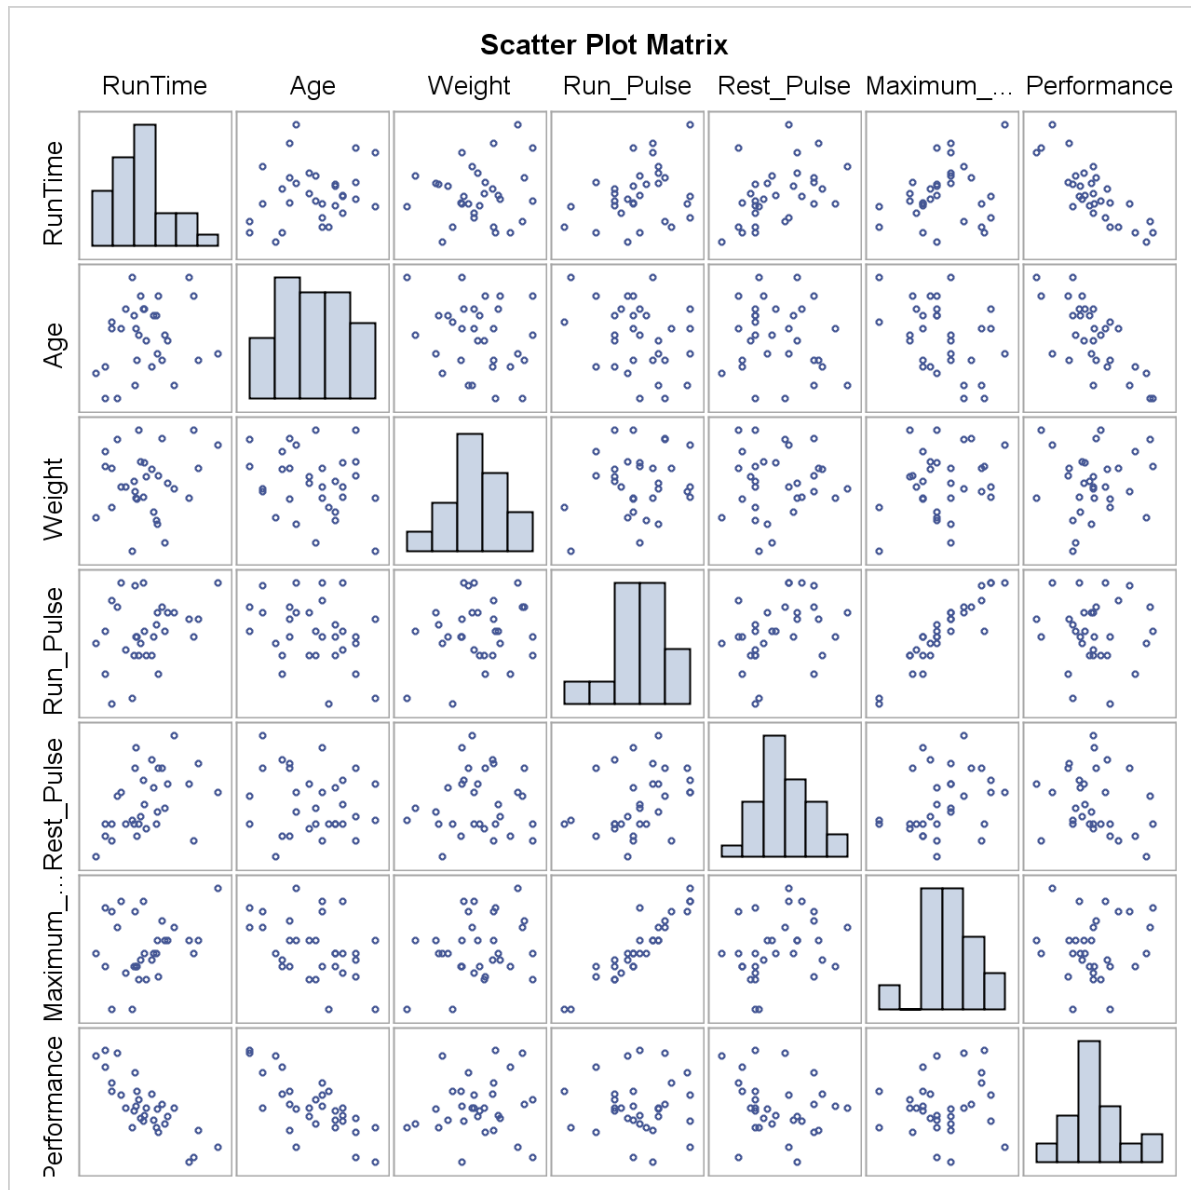 Scatter Plot Matrix
RunTime Age Weight Run_Pulse Rest_Pulse Maximum_... Performance
RunTime
Age
Weight
Run_Pulse
Rest_Pulse
Maximum_...
Performance